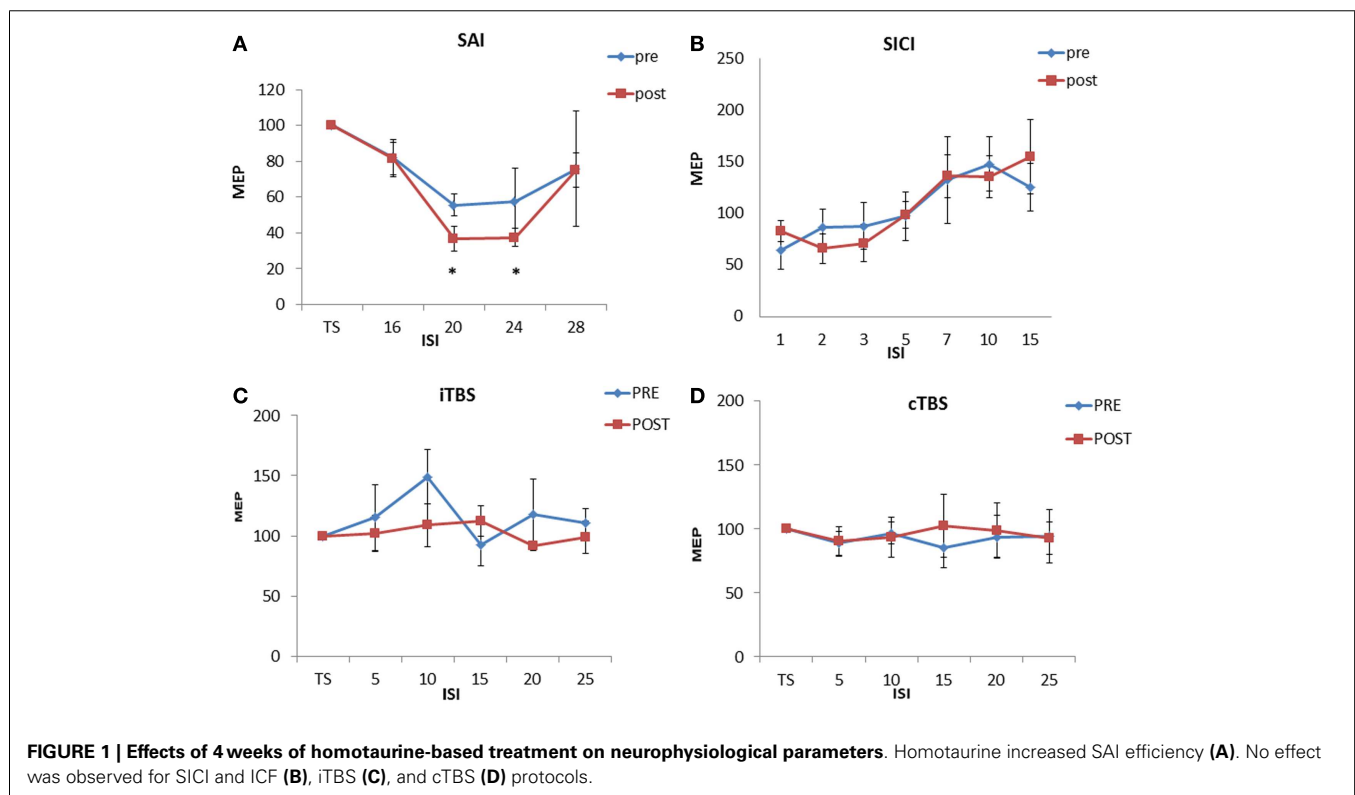 A
SAI
pre
post
120
100
80
60
40
20
0
MEP
* *
TS 16 20 24 28
ISI
B
SICI
pre
post
250
200
150
100
50
0
MEP
1 2 3 5 7 10 15
ISI
C
iTBS
PRE
POST
200
150
100
50
0
MEP
TS 5 10 15 20 25
ISI
D
cTBS
PRE
POST
200
150
100
50
0
MEP
TS 5 10 15 20 25
ISI
FIGURE 1 | Effects of 4 weeks of homotaurine-based treatment on neurophysiological parameters. Homotaurine increased SAI efficiency (A). No effect
was observed for SICI and ICF (B), iTBS (C), and cTBS (D) protocols.